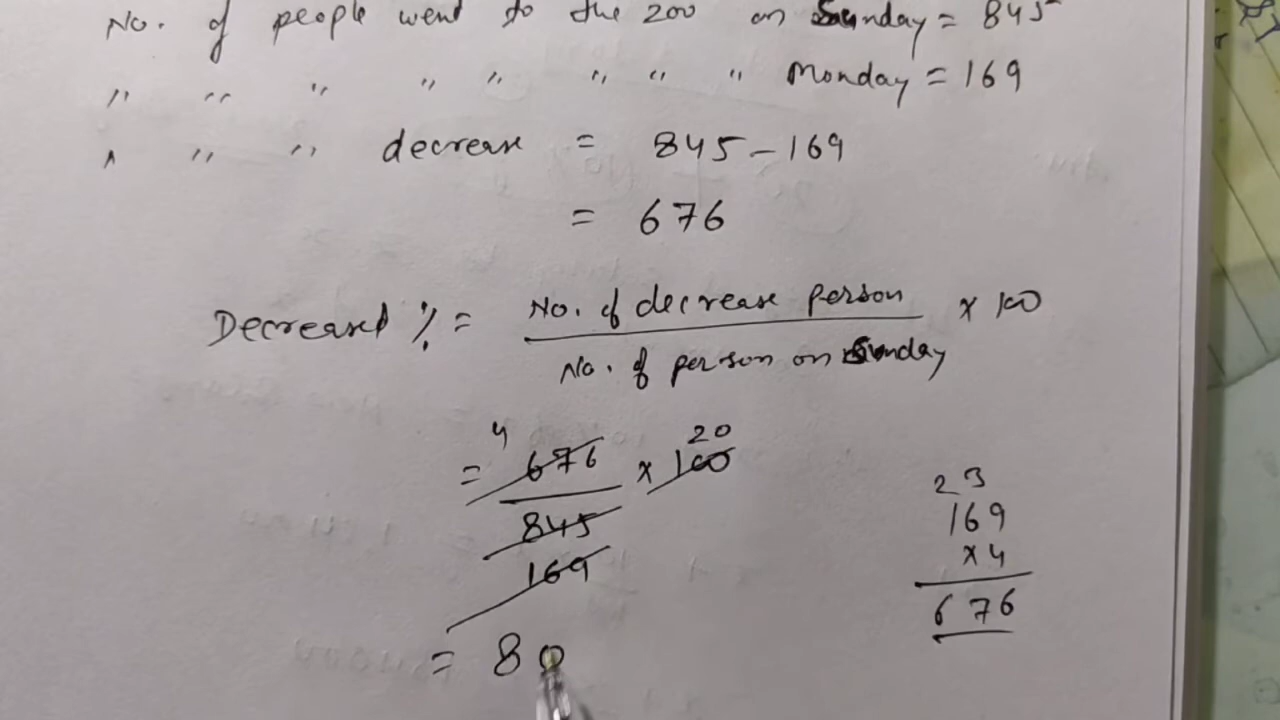 No. of people went to the zoo on Sunday = 845
" " " " " " " " Monday = 169
" " " decrease = 845 - 169
= 676
Decreased % = No. of decrease person × 100
No. of person on Sunday
4 20
= 676 × 100
845
169
= 80
2 3
169
×4
676